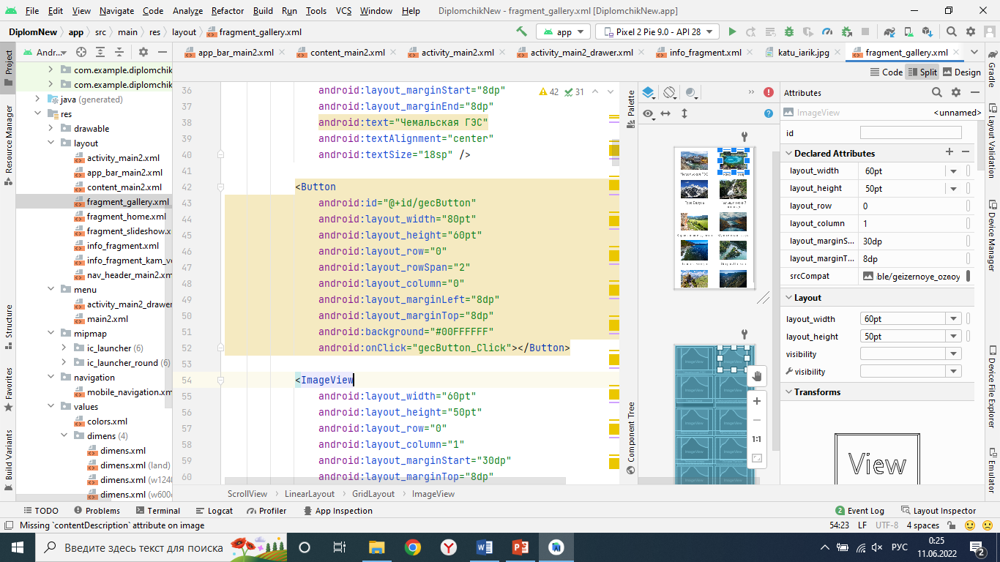 File Edit View Navigate Code Analyze Refactor Build Run Tools VCS Window Help DiplomchikNew - fragment_gallery.xml [DiplomchikNew.app]
DiplomNew app src main res layout fragment_gallery.xml app Pixel 2 Pie 9.0 - API 28
Andr... app_bar_main2.xml content_main2.xml activity_main2.xml activity_main2_drawer.xml info_fragment.xml katu_iarik.jpg fragment_gallery.xml
Code Split Design
Project
Resource Manager
Structure
Favorites
Build Variants
com.example.diplomchik
com.example.diplomchik
java (generated)
res
drawable
layout
activity_main2.xml
app_bar_main2.xml
content_main2.xml
fragment_gallery.xml
fragment_home.xml
fragment_slideshow.x
info_fragment.xml
info_fragment_kam_vo
nav_header_main2.xm
menu
activity_main2_drawer
main2.xml
mipmap
ic_launcher (6)
ic_launcher_round (6)
navigation
mobile_navigation.xm
values
colors.xml
dimens (4)
dimens.xml
dimens.xml (land)
dimens.xml (w1240
dimens.xml (w600d
42 31
36 android:layout_marginStart="8dp"
37 android:layout_marginEnd="8dp"
38 android:text="Чемальская ГЭС"
39 android:textAlignment="center"
40 android:textSize="18sp" />
41
42 <Button
43 android:id="@+id/gecButton"
44 android:layout_width="80pt"
45 android:layout_height="60pt"
46 android:layout_row="0"
47 android:layout_rowSpan="2"
48 android:layout_column="0"
49 android:layout_marginLeft="8dp"
50 android:layout_marginTop="8dp"
51 android:background="#00FFFFFF"
52 android:onClick="gecButton_Click"></Button>
53
54 <ImageView
55 android:layout_width="60pt"
56 android:layout_height="50pt"
57 android:layout_row="0"
58 android:layout_column="1"
59 android:layout_marginStart="30dp"
60 android:layout_marginTop="8dp"
ScrollView LinearLayout GridLayout ImageView
Palette
Component Tree
1:1
Attributes
ImageView <unnamed>
id
Declared Attributes
layout_width 60pt
layout_height 50pt
layout_row 0
layout_column 1
layout_marginS... 30dp
layout_marginT... 8dp
srcCompat ble/geizernoye_oznoy
Layout
layout_width 60pt
layout_height 50pt
visibility
visibility
Transforms
View
Gradle
Layout Validation
Device Manager
Device File Explorer
Emulator
TODO Problems Terminal Logcat Profiler App Inspection 2 Event Log Layout Inspector
Missing `contentDescription` attribute on image 54:23 LF UTF-8 4 spaces
Введите здесь текст для поиска РУС 0:25
11.06.2022 2